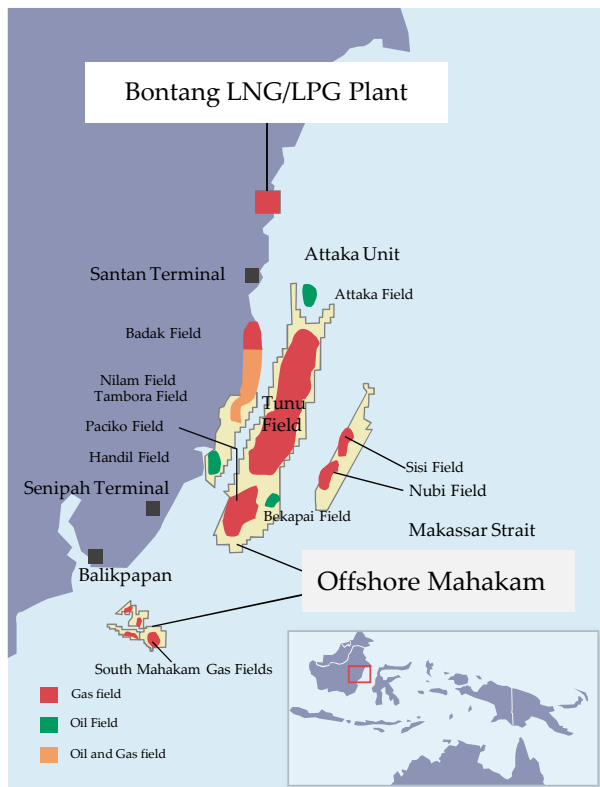 Bontang LNG/LPG Plant
Attaka Unit
Santan Terminal
Attaka Field
Badak Field
Nilam Field
Tambora Field
Tunu
Field
Paciko Field
Handil Field
Sisi Field
Senipah Terminal
Nubi Field
Bekapai Field
Makassar Strait
Balikpapan
Offshore Mahakam
South Mahakam Gas Fields
Gas field
Oil Field
Oil and Gas field